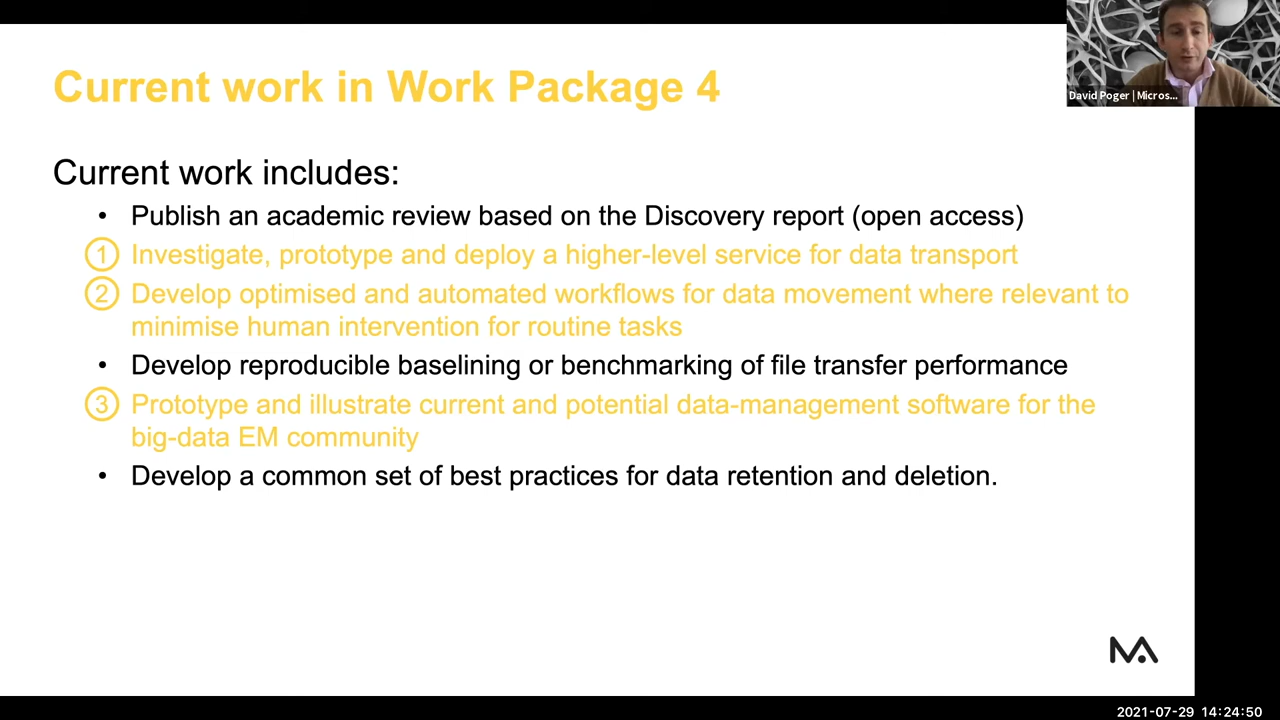 Current work in Work Package 4
David Poger | Micros...
Current work includes:
• Publish an academic review based on the Discovery report (open access)
1 Investigate, prototype and deploy a higher-level service for data transport
2 Develop optimised and automated workflows for data movement where relevant to
minimise human intervention for routine tasks
• Develop reproducible baselining or benchmarking of file transfer performance
3 Prototype and illustrate current and potential data-management software for the
big-data EM community
• Develop a common set of best practices for data retention and deletion.
MA
2021-07-29 14:24:50